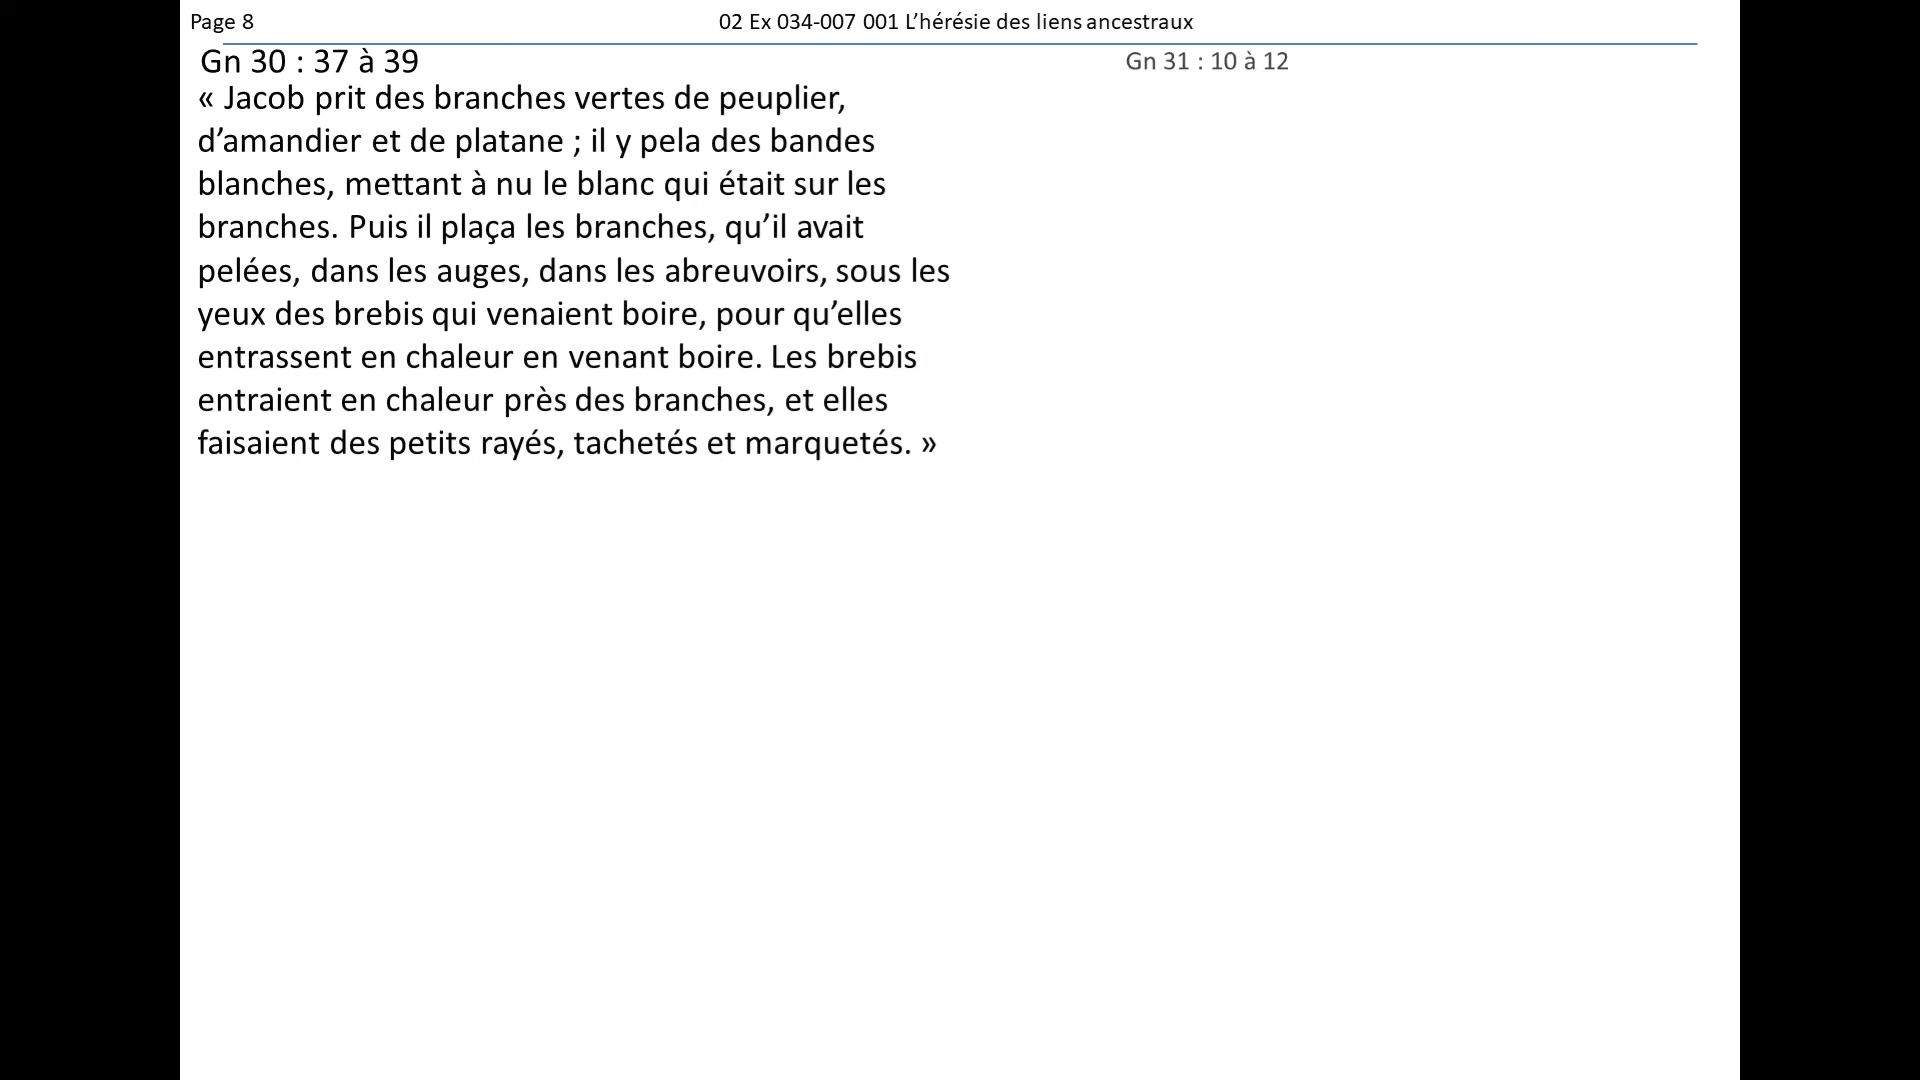 Page 8
02 Ex 034-007 001 L’hérésie des liens ancestraux
Gn 30 : 37 à 39
Gn 31 : 10 à 12
« Jacob prit des branches vertes de peuplier,
d’amandier et de platane ; il y pela des bandes
blanches, mettant à nu le blanc qui était sur les
branches. Puis il plaça les branches, qu’il avait
pelées, dans les auges, dans les abreuvoirs, sous les
yeux des brebis qui venaient boire, pour qu’elles
entrassent en chaleur en venant boire. Les brebis
entraient en chaleur près des branches, et elles
faisaient des petits rayés, tachetés et marquetés. »